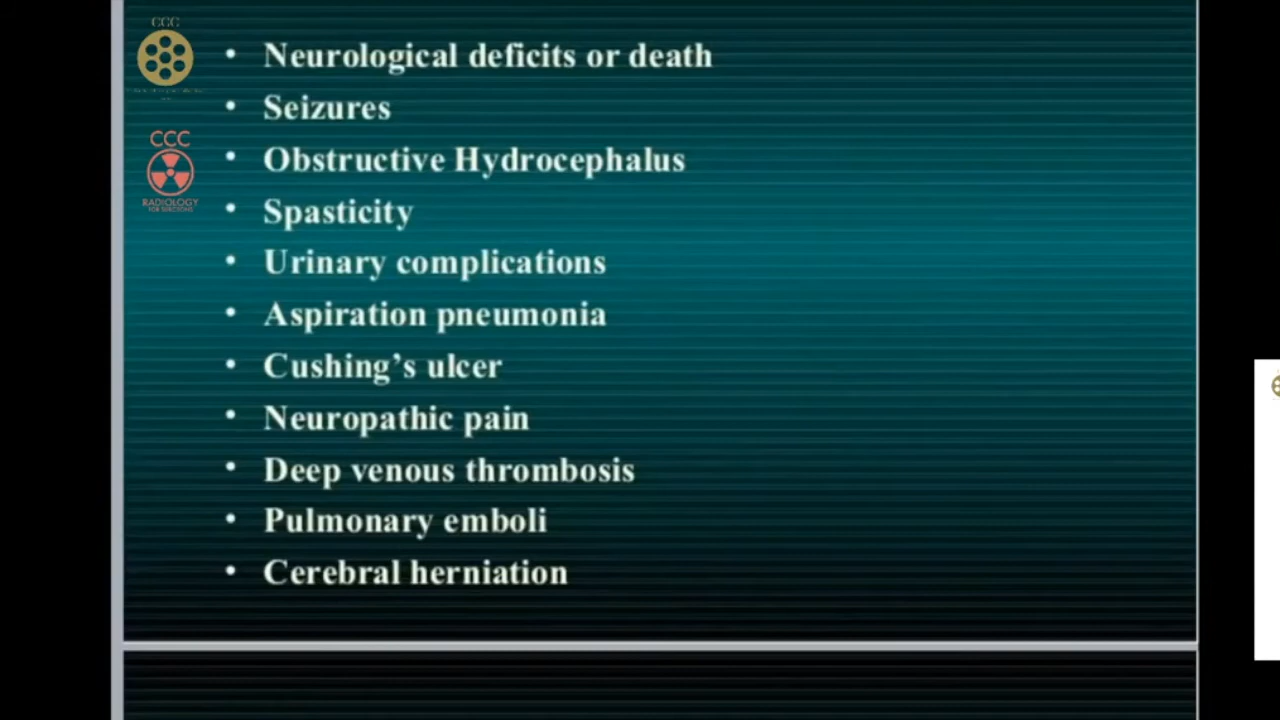 CCC
• Neurological deficits or death
• Seizures
CCC
RADIOLOGY
• Obstructive Hydrocephalus
• Spasticity
• Urinary complications
• Aspiration pneumonia
• Cushing’s ulcer
• Neuropathic pain
• Deep venous thrombosis
• Pulmonary emboli
• Cerebral herniation